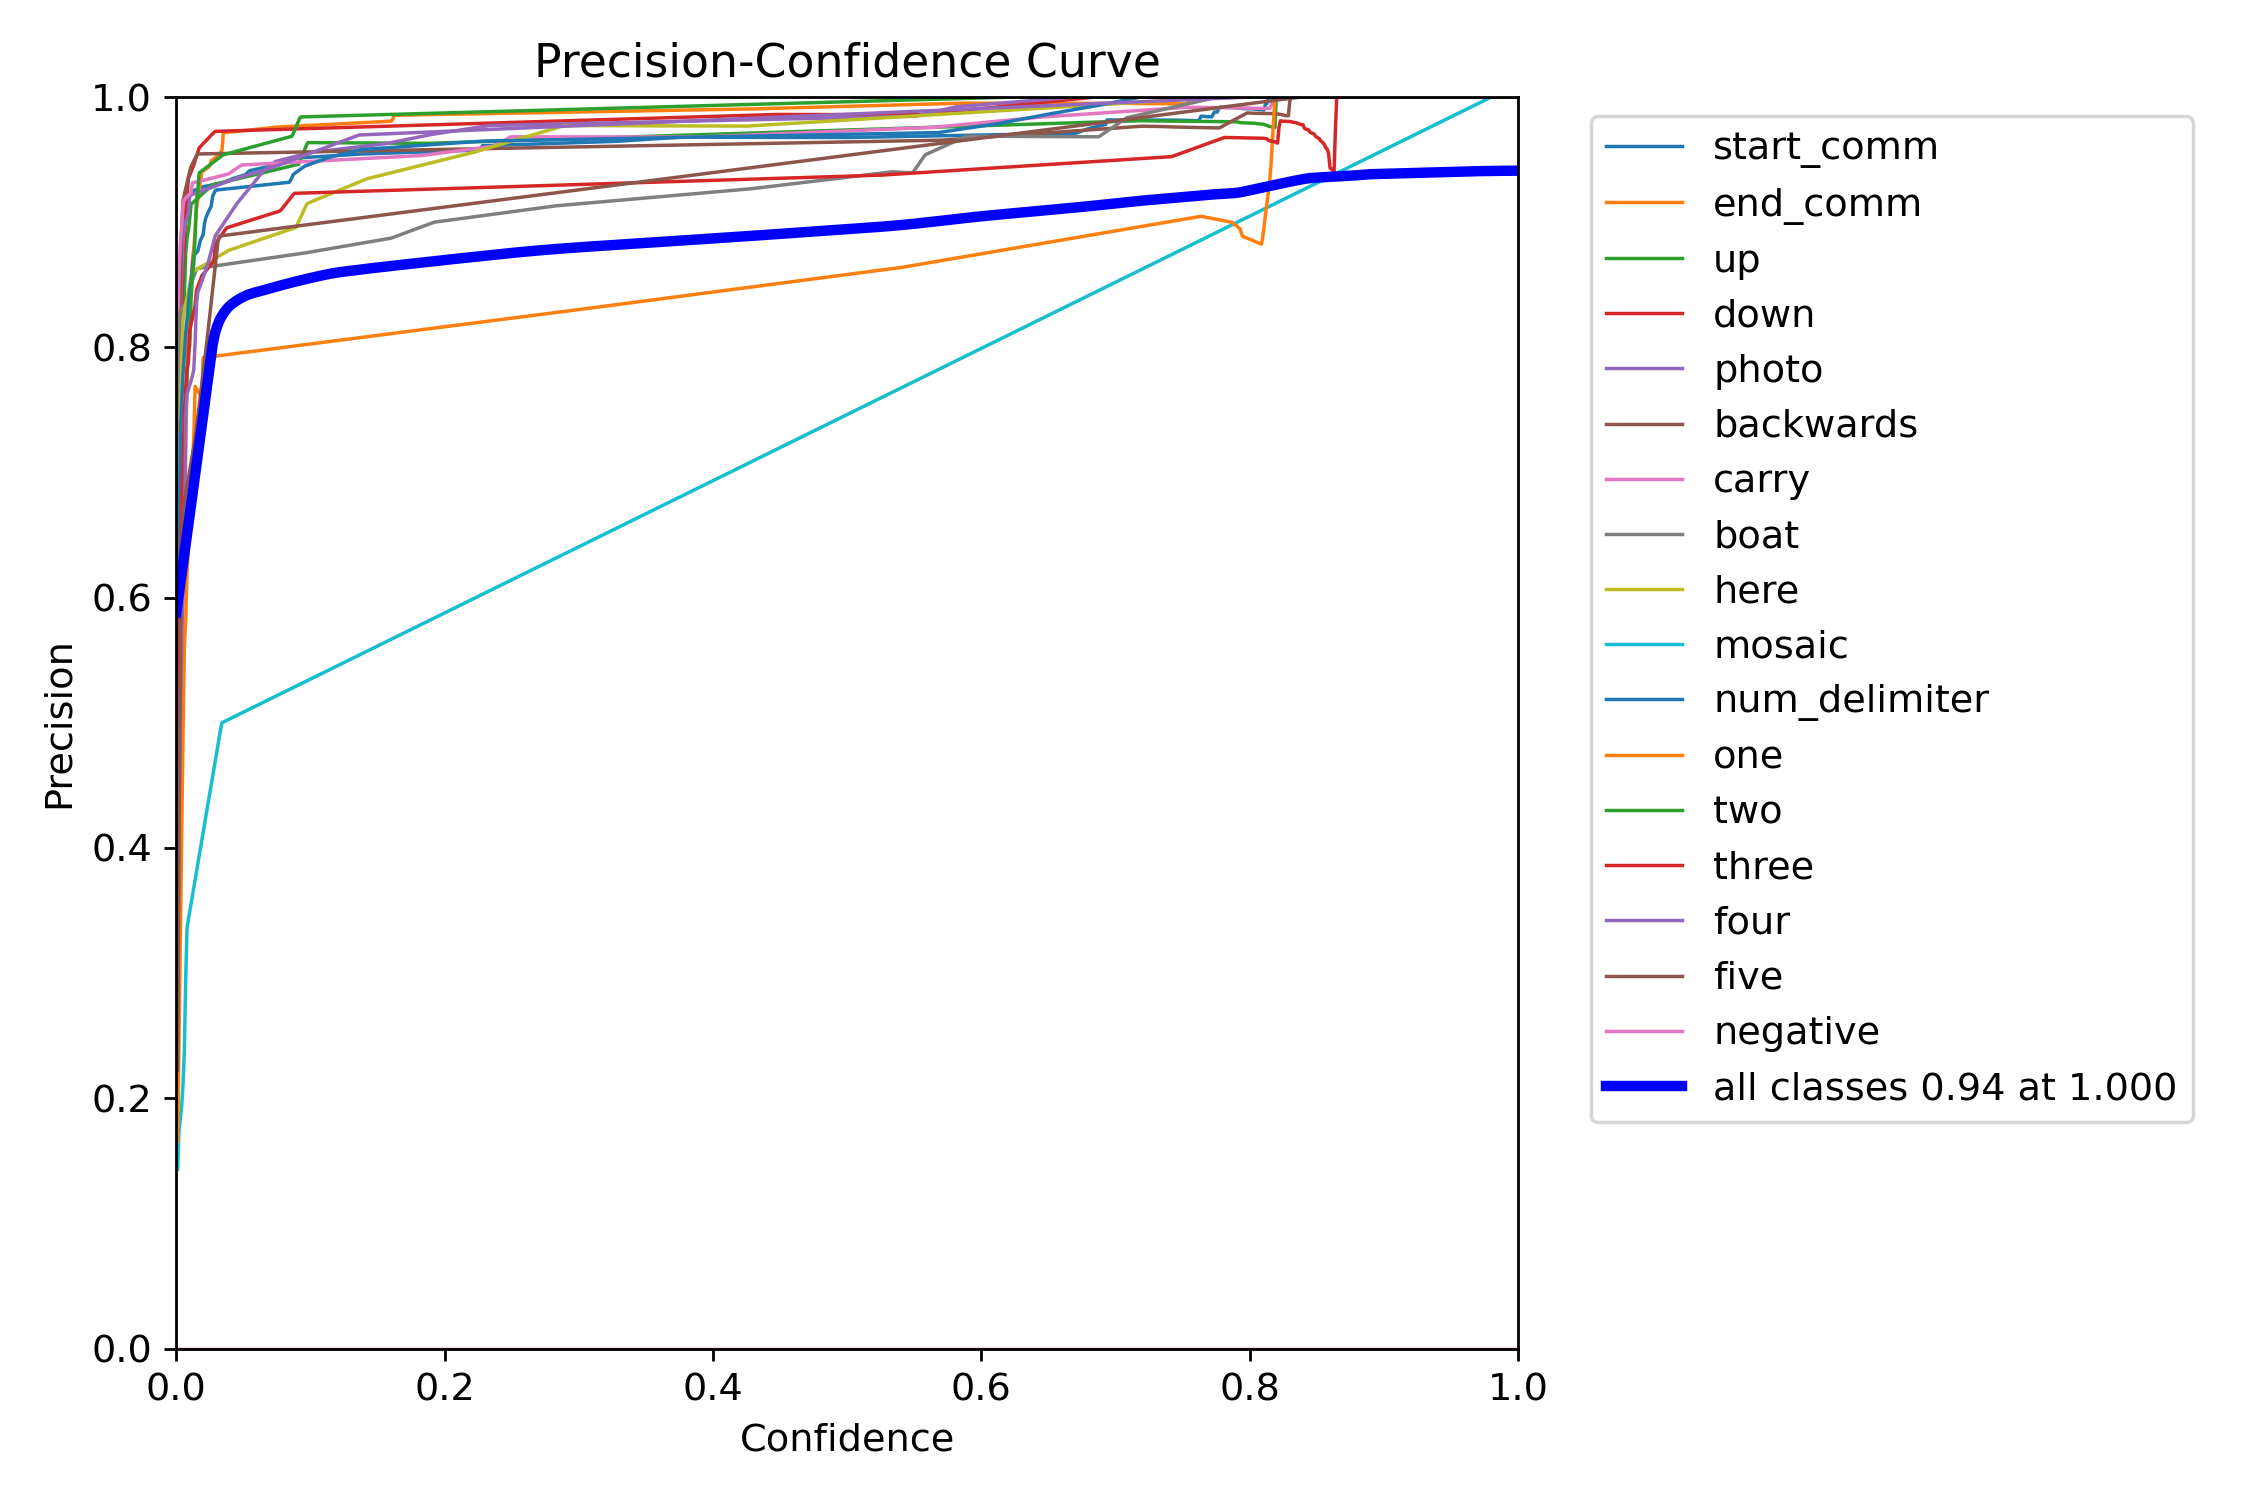 Precision-Confidence Curve
1.0
0.8
0.6
0.4
0.2
0.0
Precision
0.0 0.2 0.4 0.6 0.8 1.0
Confidence
start_comm
end_comm
up
down
photo
backwards
carry
boat
here
mosaic
num_delimiter
one
two
three
four
five
negative
all classes 0.94 at 1.000